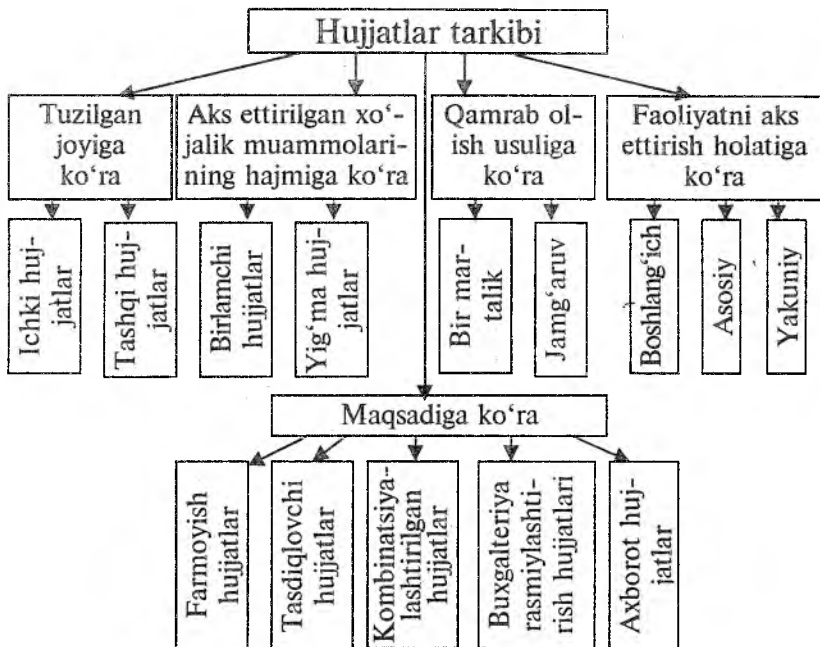 Hujjatlar tarkibi
Tuzilgan
joyiga
ko‘ra
Aks ettirilgan xo‘-
jalik muammolari-
ning hajmiga ko‘ra
Qamrab ol-
ish usuliga
ko‘ra
Faoliyatni aks
ettirish holatiga
ko‘ra
Ichki huj-
jatlar
Tashqi huj-
jatlar
Birlamchi
hujjatlar
Yig‘ma huj-
jatlar
Bir mar-
talik
Jamg‘aruv
Boshlang‘ich
Asosiy
Yakuniy
Maqsadiga ko‘ra
Farmoyish
hujjatlar
Tasdiqlovchi
hujjatlar
Kombinatsiya-
lashtirilgan
hujjatlar
Buxgalteriya
rasmiylashti-
rish hujjatlari
Axborot huj-
jatlar